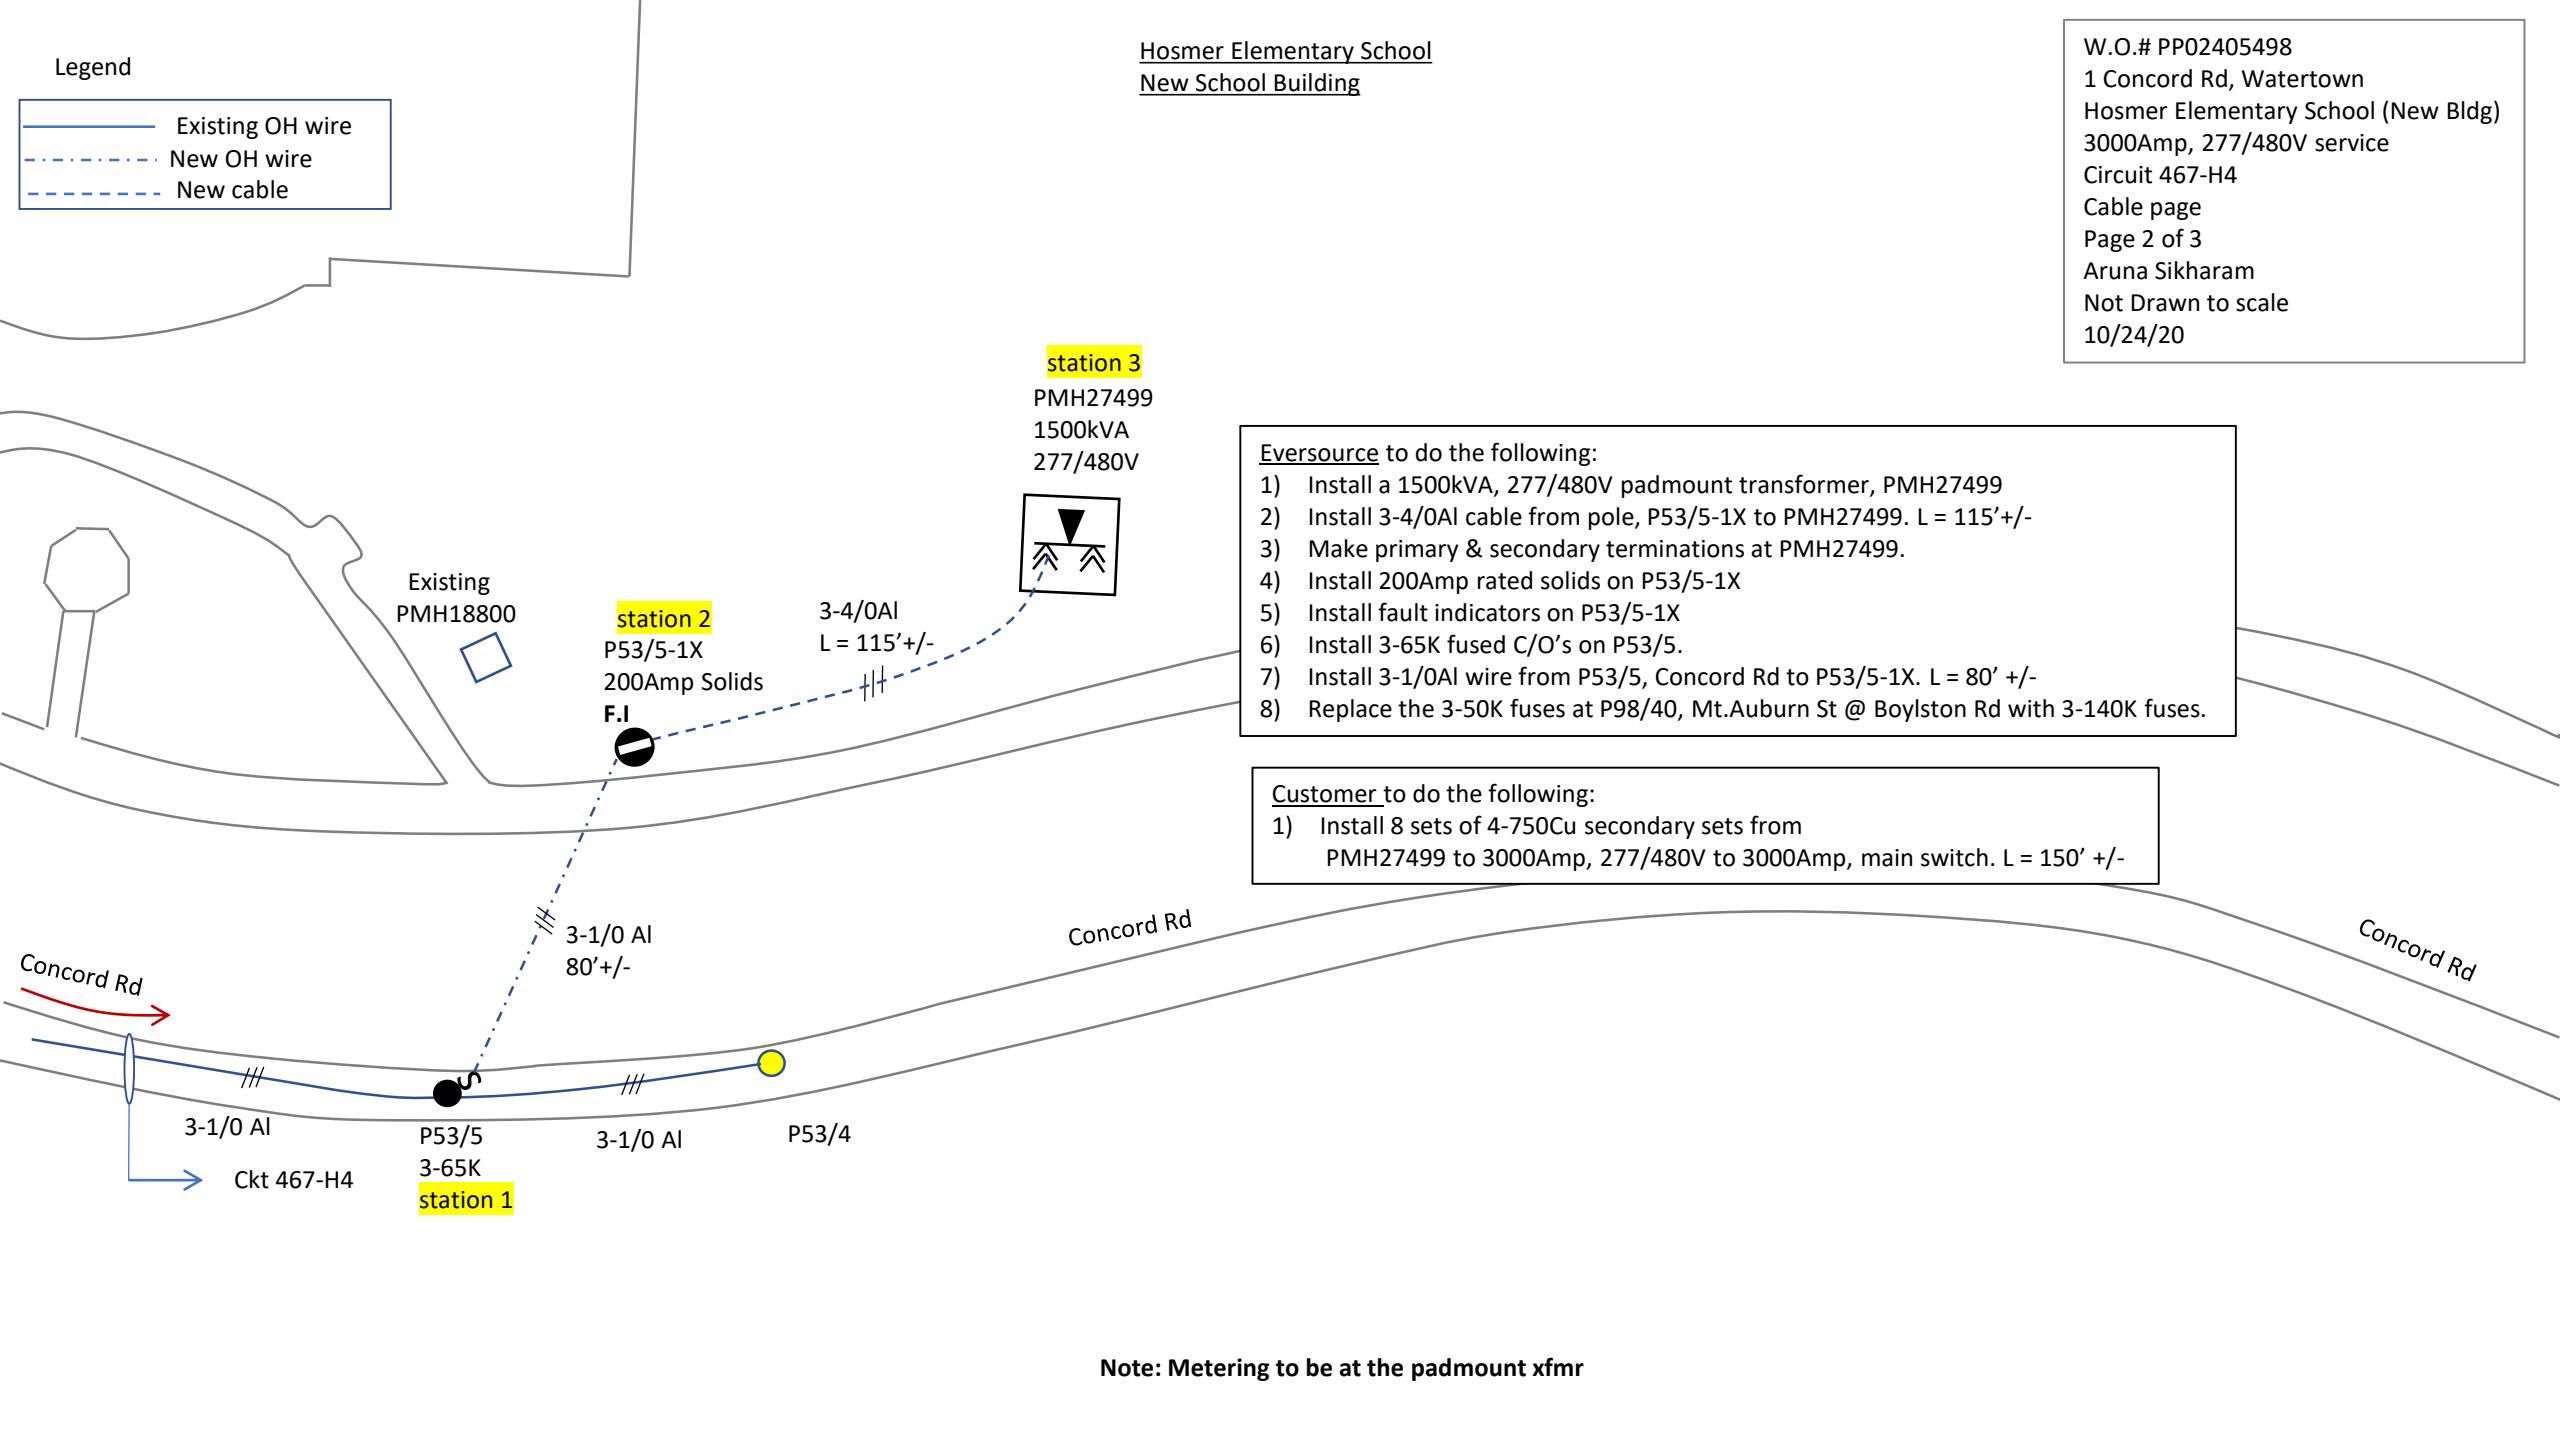 Hosmer Elementary School
New School Building
W.O.# PP02405498
1 Concord Rd, Watertown
Hosmer Elementary School (New Bldg)
3000Amp, 277/480V service
Circuit 467-H4
Cable page
Page 2 of 3
Aruna Sikharam
Not Drawn to scale
10/24/20
Legend
Existing OH wire
New OH wire
New cable
station 3
PMH27499
1500kVA
277/480V
Eversource to do the following:
1) Install a 1500kVA, 277/480V padmount transformer, PMH27499
2) Install 3-4/0Al cable from pole, P53/5-1X to PMH27499. L = 115’+/-
3) Make primary & secondary terminations at PMH27499.
4) Install 200Amp rated solids on P53/5-1X
5) Install fault indicators on P53/5-1X
6) Install 3-65K fused C/O’s on P53/5.
7) Install 3-1/0Al wire from P53/5, Concord Rd to P53/5-1X. L = 80’ +/-
8) Replace the 3-50K fuses at P98/40, Mt.Auburn St @ Boylston Rd with 3-140K fuses.
Existing
PMH18800
station 2
P53/5-1X
200Amp Solids
F.I
3-4/0Al
L = 115’+/-
Customer to do the following:
1) Install 8 sets of 4-750Cu secondary sets from
PMH27499 to 3000Amp, 277/480V to 3000Amp, main switch. L = 150’ +/-
3-1/0 Al
80’+/-
Concord Rd
Concord Rd
Concord Rd
S
3-1/0 Al
Ckt 467-H4
P53/5
3-65K
station 1
3-1/0 Al
P53/4
Note: Metering to be at the padmount xfmr